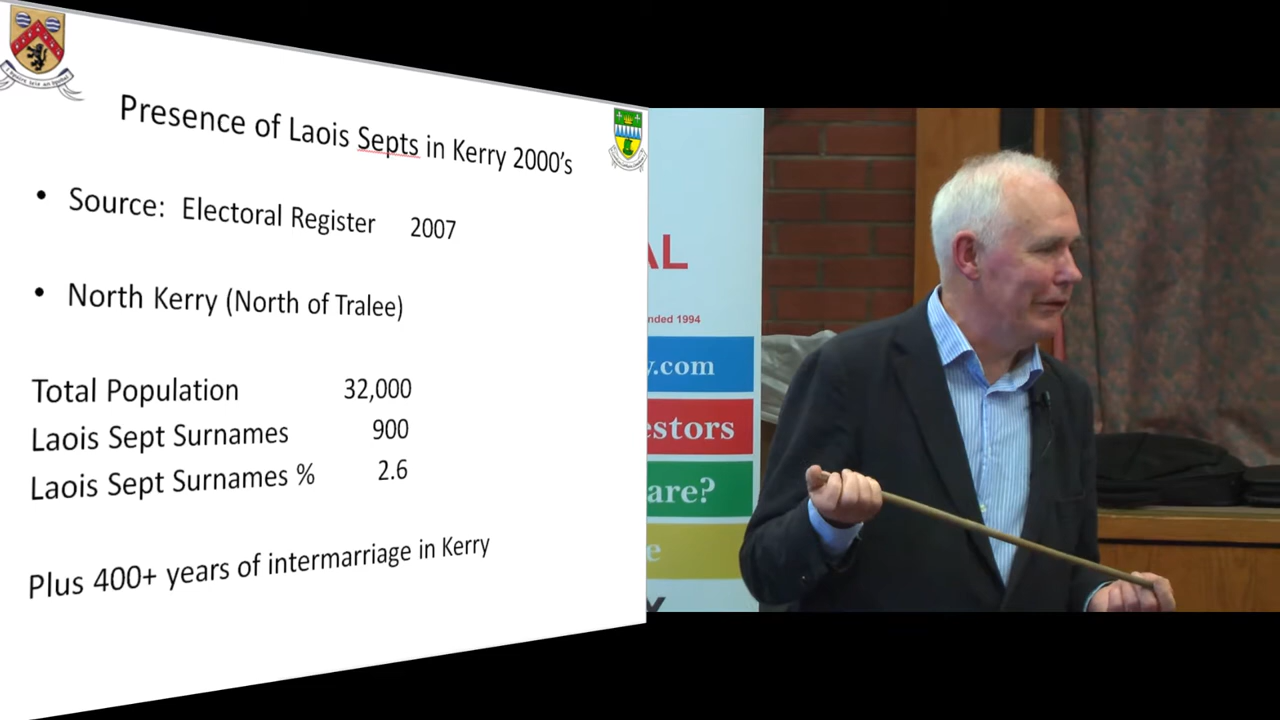 Presence of Laois Septs in Kerry 2000's
• Source: Electoral Register 2007
• North Kerry (North of Tralee)
Total Population 32,000
Laois Sept Surnames 900
Laois Sept Surnames % 2.6
Plus 400+ years of intermarriage in Kerry
AL
nded 1994
y.com
estors
are?
e
Y